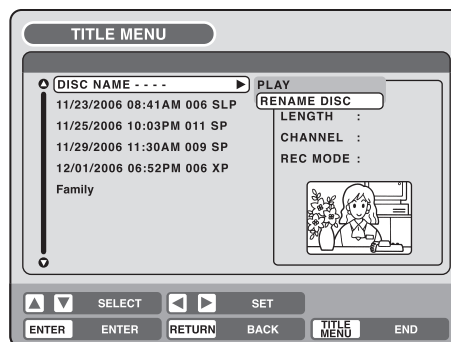 TITLE MENU
DISC NAME - - - -
11/23/2006 08:41AM 006 SLP
11/25/2006 10:03PM 011 SP
11/29/2006 11:30AM 009 SP
12/01/2006 06:52PM 006 XP
Family
PLAY
RENAME DISC
LENGTH :
CHANNEL :
REC MODE :
SELECT SET
ENTER ENTER RETURN BACK TITLE MENU END